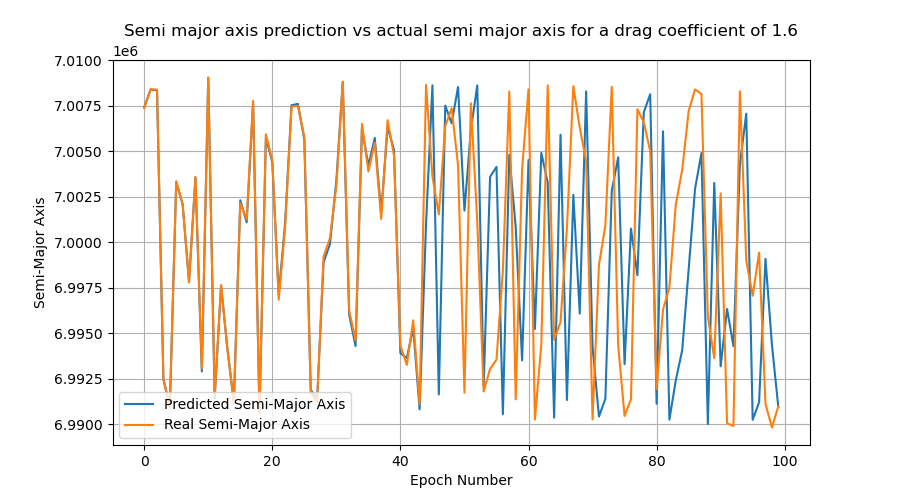 Semi major axis prediction vs actual semi major axis for a drag coefficient of 1.6
1e6
7.0100
7.0075
7.0050
7.0025
7.0000
6.9975
6.9950
6.9925
6.9900
Semi-Major Axis
Predicted Semi-Major Axis
Real Semi-Major Axis
0 20 40 60 80 100
Epoch Number